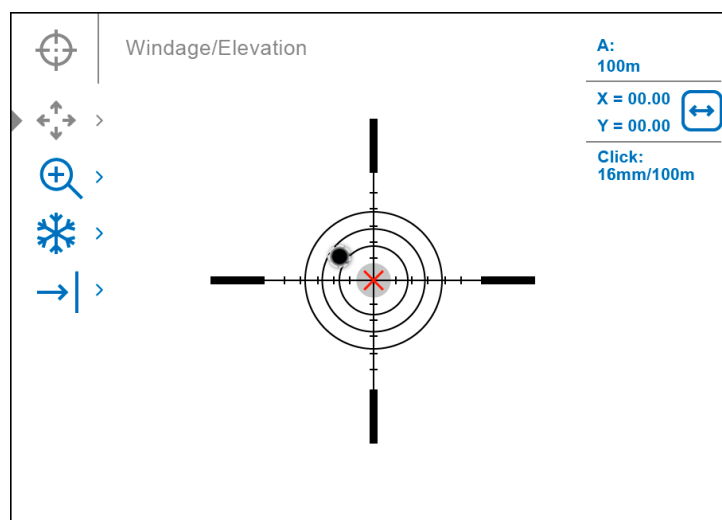 Windage/Elevation
A:
100m
X = 00.00
Y = 00.00
Click:
16mm/100m